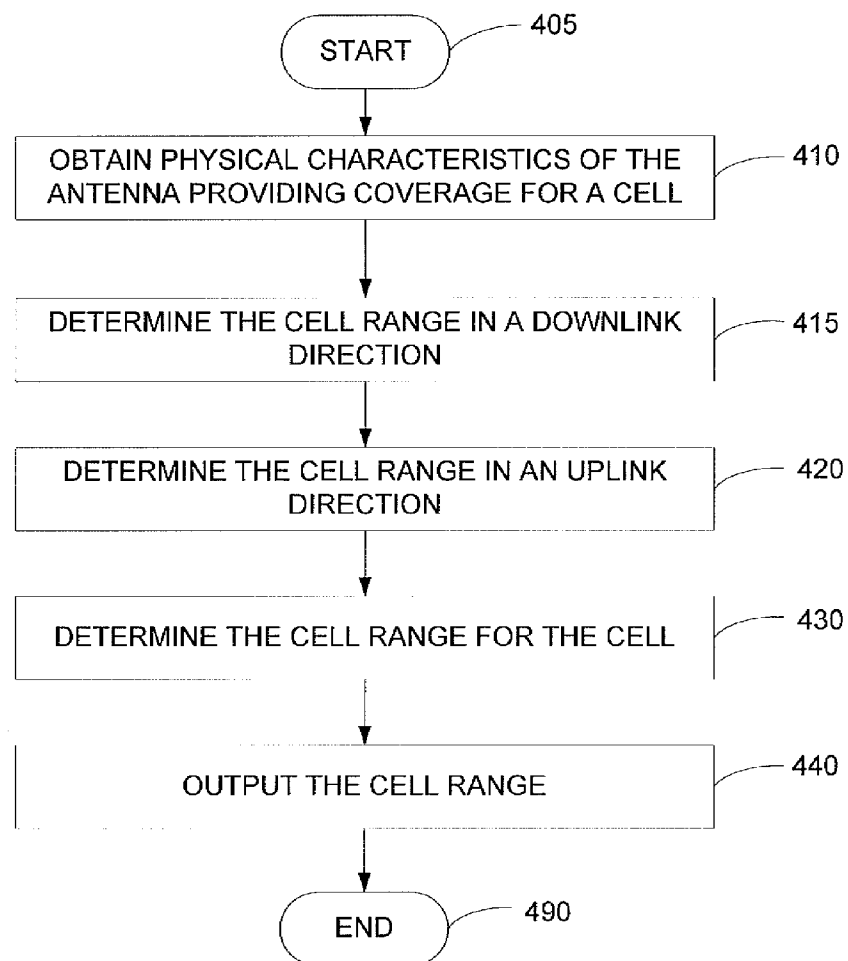 START
405
OBTAIN PHYSICAL CHARACTERISTICS OF THE
ANTENNA PROVIDING COVERAGE FOR A CELL
410
DETERMINE THE CELL RANGE IN A DOWNLINK
DIRECTION
415
DETERMINE THE CELL RANGE IN AN UPLINK
DIRECTION
420
DETERMINE THE CELL RANGE FOR THE CELL
430
OUTPUT THE CELL RANGE
440
END
490